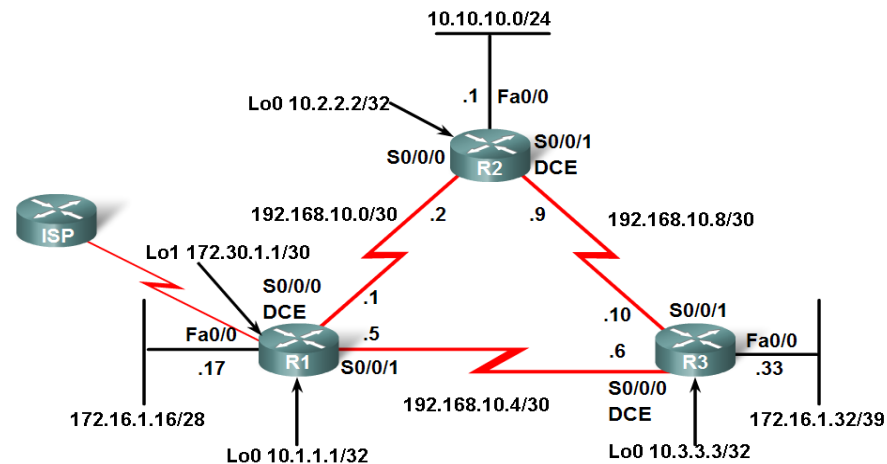 10.10.10.0/24
.1 Fa0/0
Lo0 10.2.2.2/32
S0/0/0
R2
S0/0/1
DCE
192.168.10.0/30
.2
.9
192.168.10.8/30
ISP
Lo1 172.30.1.1/30
S0/0/0
DCE
.1
.10
S0/0/1
Fa0/0
.17
R1
.5
S0/0/1
.6
R3
Fa0/0
.33
S0/0/0
DCE
192.168.10.4/30
172.16.1.16/28
172.16.1.32/39
Lo0 10.1.1.1/32
Lo0 10.3.3.3/32